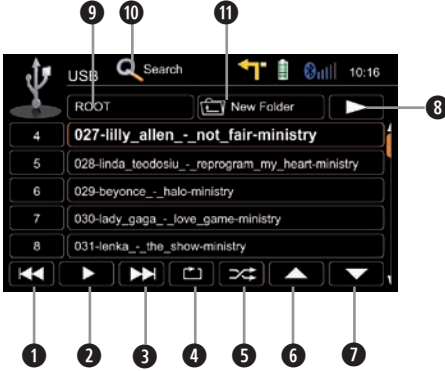 9 10 11
USB Search 10:16
ROOT New Folder 8
4 027-lilly_allen_-_not_fair-ministry
5 028-linda_teodosiu_-_reprogram_my_heart-ministry
6 029-beyonce_-_halo-ministry
7 030-lady_gaga_-_love_game-ministry
8 031-lenka_-_the_show-ministry
1 2 3 4 5 6 7